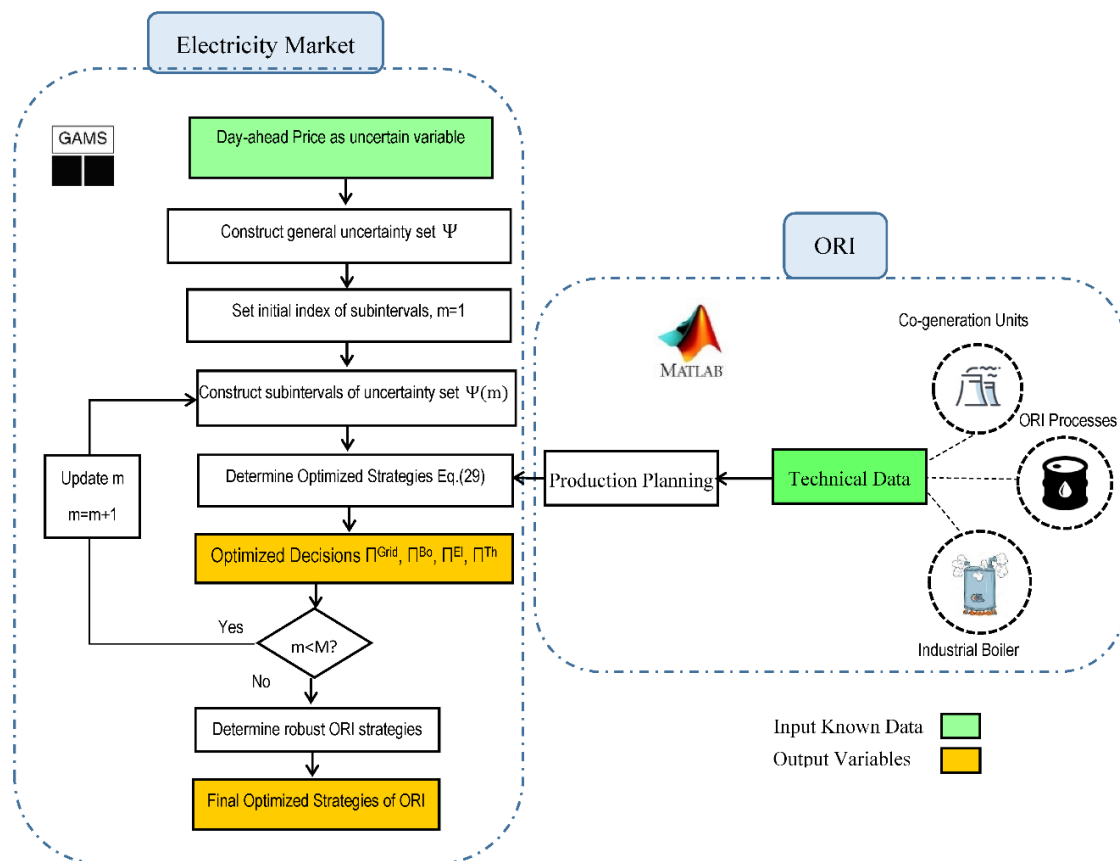 Electricity Market
GAMS
Day-ahead Price as uncertain variable
Construct general uncertainty set Ψ
Set initial index of subintervals, m=1
Construct subintervals of uncertainty set Ψ(m)
Determine Optimized Strategies Eq.(29)
Optimized Decisions Π^Grid, Π^Bo, Π^El, Π^Th
Update m
m=m+1
Yes
m<M?
No
Determine robust ORI strategies
Final Optimized Strategies of ORI
ORI
MATLAB
Co-generation Units
ORI Processes
Production Planning
Technical Data
Industrial Boiler
Input Known Data
Output Variables